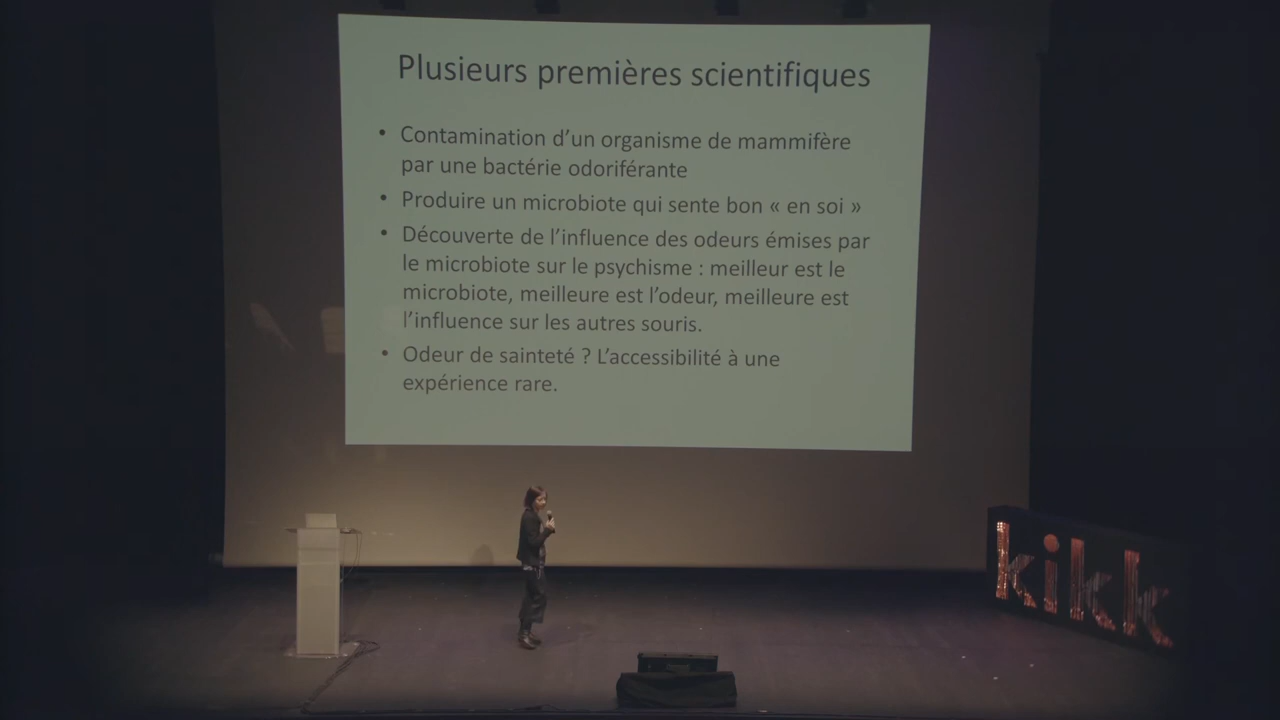 Plusieurs premières scientifiques
• Contamination d'un organisme de mammifère
par une bactérie odoriférante
• Produire un microbiote qui sente bon « en soi »
• Découverte de l'influence des odeurs émises par
le microbiote sur le psychisme : meilleur est le
microbiote, meilleure est l'odeur, meilleure est
l'influence sur les autres souris.
• Odeur de sainteté ? L'accessibilité à une
expérience rare.
kikk